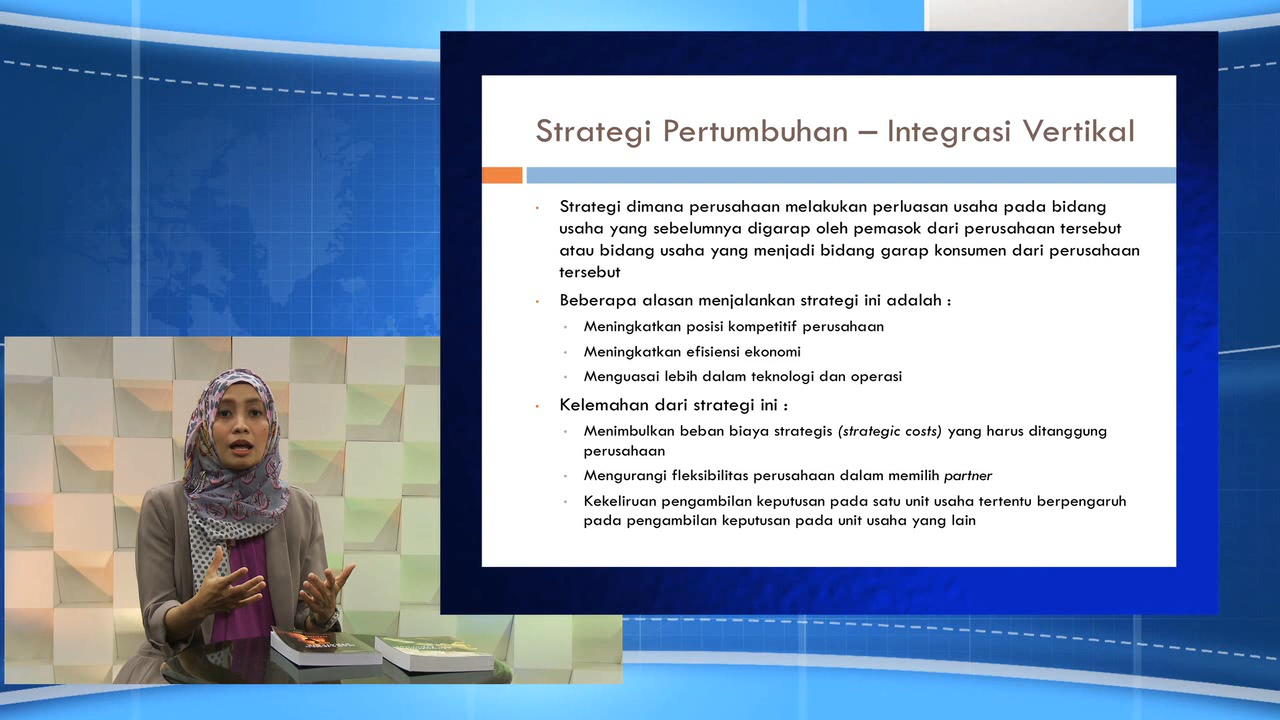 Strategi Pertumbuhan – Integrasi Vertikal
Strategi dimana perusahaan melakukan perluasan usaha pada bidang
usaha yang sebelumnya digarap oleh pemasok dari perusahaan tersebut
atau bidang usaha yang menjadi bidang garap konsumen dari perusahaan
tersebut
Beberapa alasan menjalankan strategi ini adalah :
Meningkatkan posisi kompetitif perusahaan
Meningkatkan efisiensi ekonomi
Menguasai lebih dalam teknologi dan operasi
Kelemahan dari strategi ini :
Menimbulkan beban biaya strategis (strategic costs) yang harus ditanggung
perusahaan
Mengurangi fleksibilitas perusahaan dalam memilih partner
Kekeliruan pengambilan keputusan pada satu unit usaha tertentu berpengaruh
pada pengambilan keputusan pada unit usaha yang lain